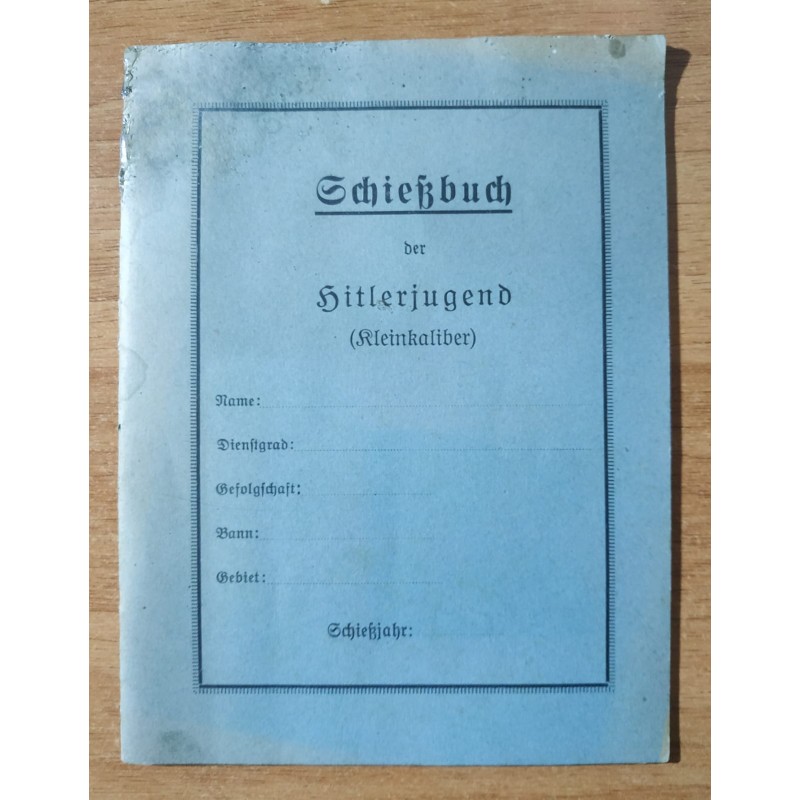 Schießbuch
der
Hitlerjugend
(Kleinkaliber)
Name:
Dienstgrad:
Gefolgschaft:
Bann:
Gebiet:
Schießjahr: